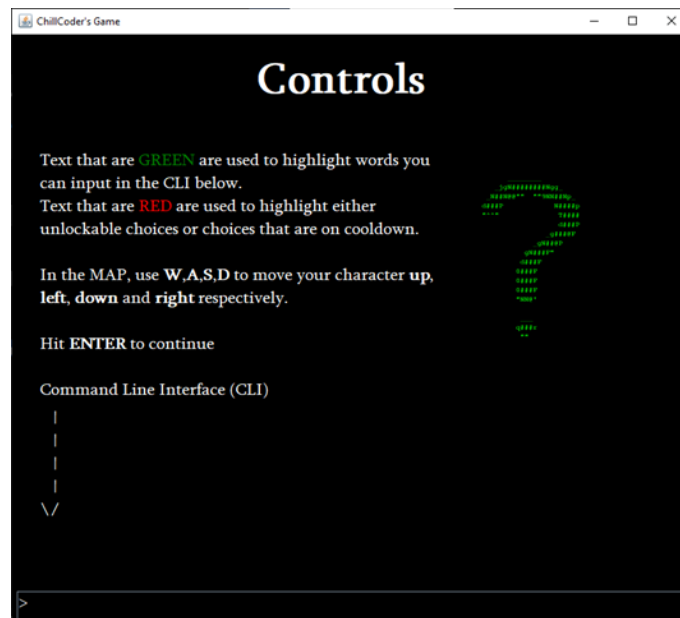 ChillCoder's Game
Controls
Text that are GREEN are used to highlight words you
can input in the CLI below.
Text that are RED are used to highlight either
unlockable choices or choices that are on cooldown.
In the MAP, use W,A,S,D to move your character up,
left, down and right respectively.
Hit ENTER to continue
Command Line Interface (CLI)
|
|
|
|
\/
>